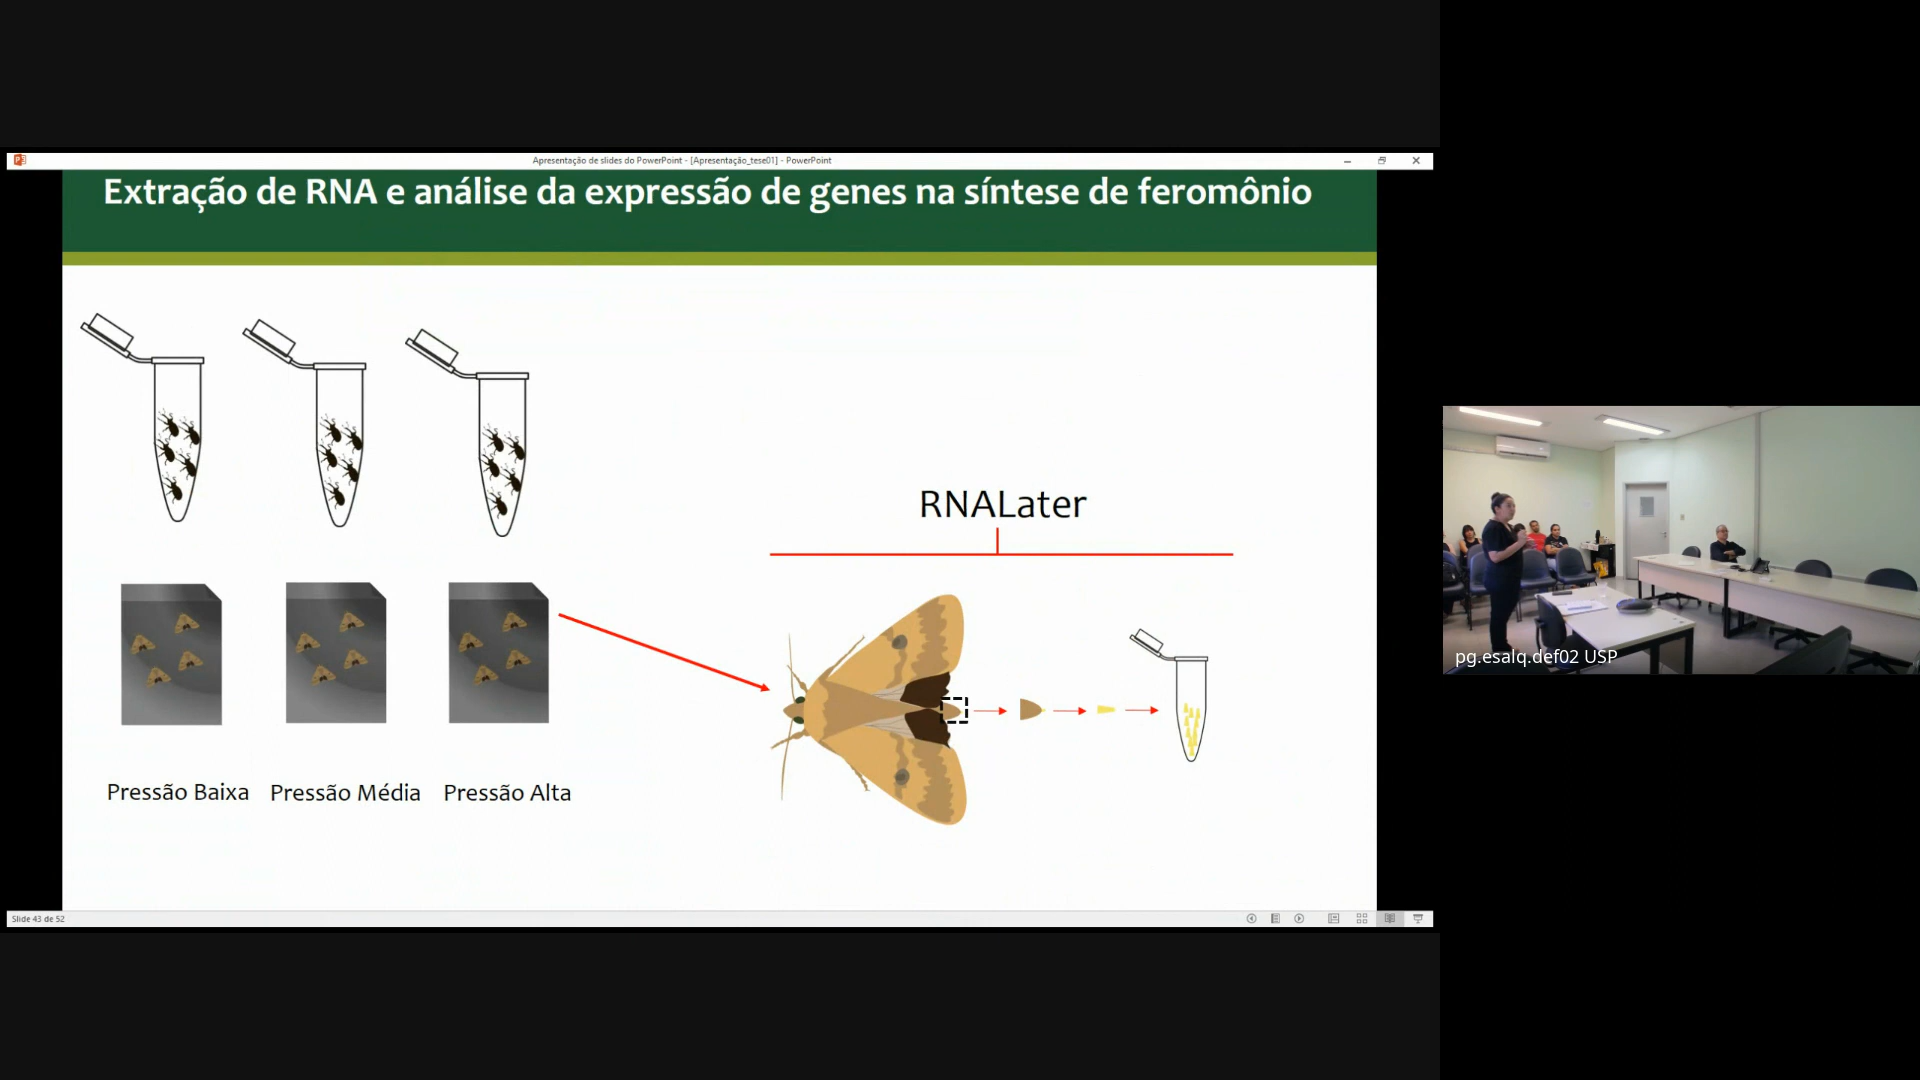 Apresentação de slides do PowerPoint - [Apresentação_tese01] - PowerPoint
Extração de RNA e análise da expressão de genes na síntese de feromônio
RNALater
Pressão Baixa
Pressão Média
Pressão Alta
Slide 43 de 52
pg.esalq.def02 USP